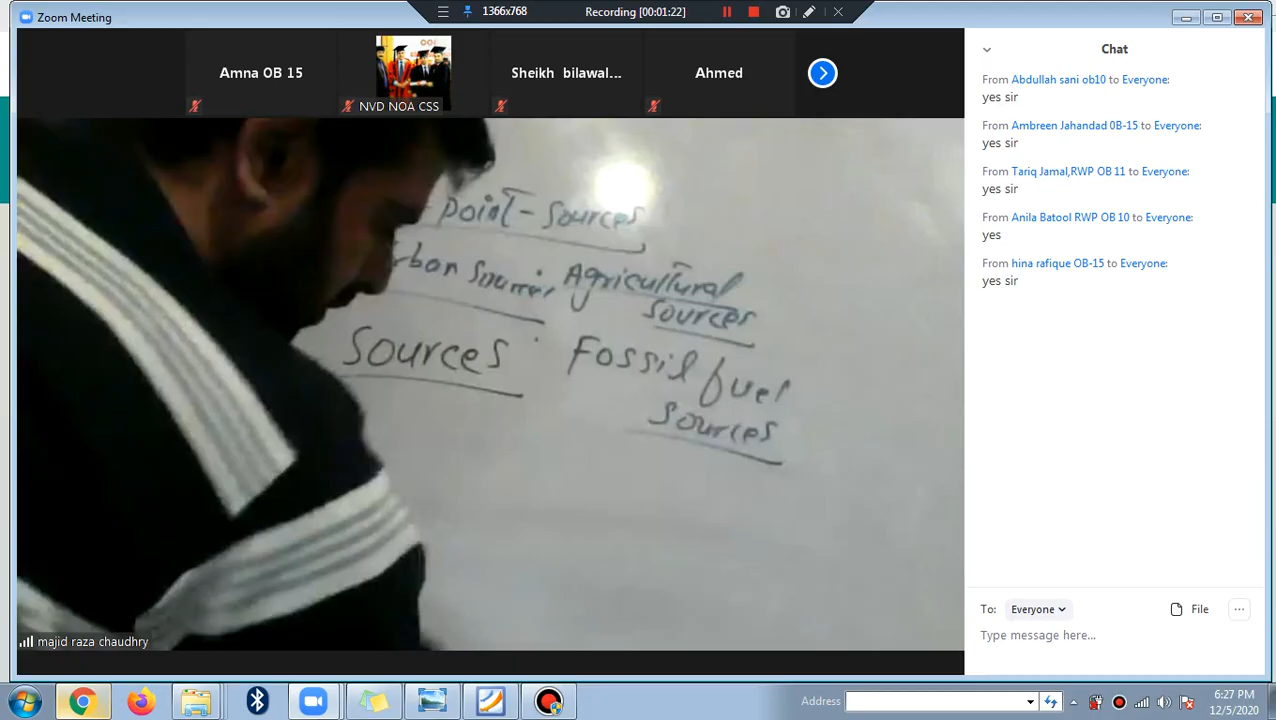 Zoom Meeting
1366x768
Recording [00:01:22]
Amna OB 15
NVD NOA CSS
Sheikh bilawal...
Ahmed
point-sources
Agricultural
sources
Sources
Fossil fuel
sources
majid raza chaudhry
Chat
From Abdullah sani ob10 to Everyone:
yes sir
From Ambreen Jahandad 0B-15 to Everyone:
yes sir
From Tariq Jamal,RWP OB 11 to Everyone:
yes sir
From Anila Batool RWP OB 10 to Everyone:
yes
From hina rafique OB-15 to Everyone:
yes sir
To: Everyone
File
Type message here...
Address
6:27 PM
12/5/2020